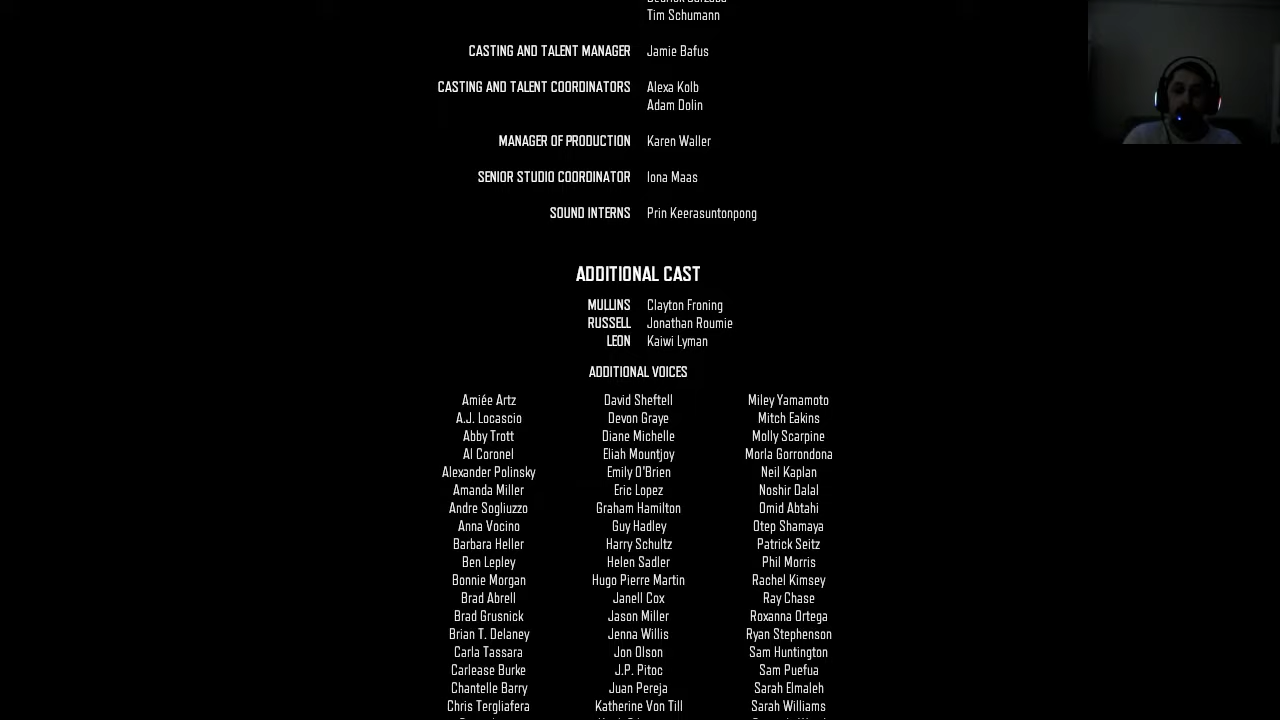 Tim Schumann
CASTING AND TALENT MANAGER Jamie Bafus
CASTING AND TALENT COORDINATORS Alexa Kolb
Adam Dolin
MANAGER OF PRODUCTION Karen Waller
SENIOR STUDIO COORDINATOR Iona Maas
SOUND INTERNS Prin Keerasuntonpong
ADDITIONAL CAST
MULLINS Clayton Froning
RUSSELL Jonathan Roumie
LEON Kaiwi Lyman
ADDITIONAL VOICES
Amiée Artz David Sheftell Miley Yamamoto
A.J. Locascio Devon Graye Mitch Eakins
Abby Trott Diane Michelle Molly Scarpine
Al Coronel Eliah Mountjoy Morla Gorrondona
Alexander Polinsky Emily O'Brien Neil Kaplan
Amanda Miller Eric Lopez Noshir Dalal
Andre Sogliuzzo Graham Hamilton Omid Abtahi
Anna Vocino Guy Hadley Otep Shamaya
Barbara Heller Harry Schultz Patrick Seitz
Ben Lepley Helen Sadler Phil Morris
Bonnie Morgan Hugo Pierre Martin Rachel Kimsey
Brad Abrell Janell Cox Ray Chase
Brad Grusnick Jason Miller Roxanna Ortega
Brian T. Delaney Jenna Willis Ryan Stephenson
Carla Tassara Jon Olson Sam Huntington
Carlease Burke J.P. Pitoc Sam Puefua
Chantelle Barry Juan Pereja Sarah Elmaleh
Chris Tergliafera Katherine Von Till Sarah Williams